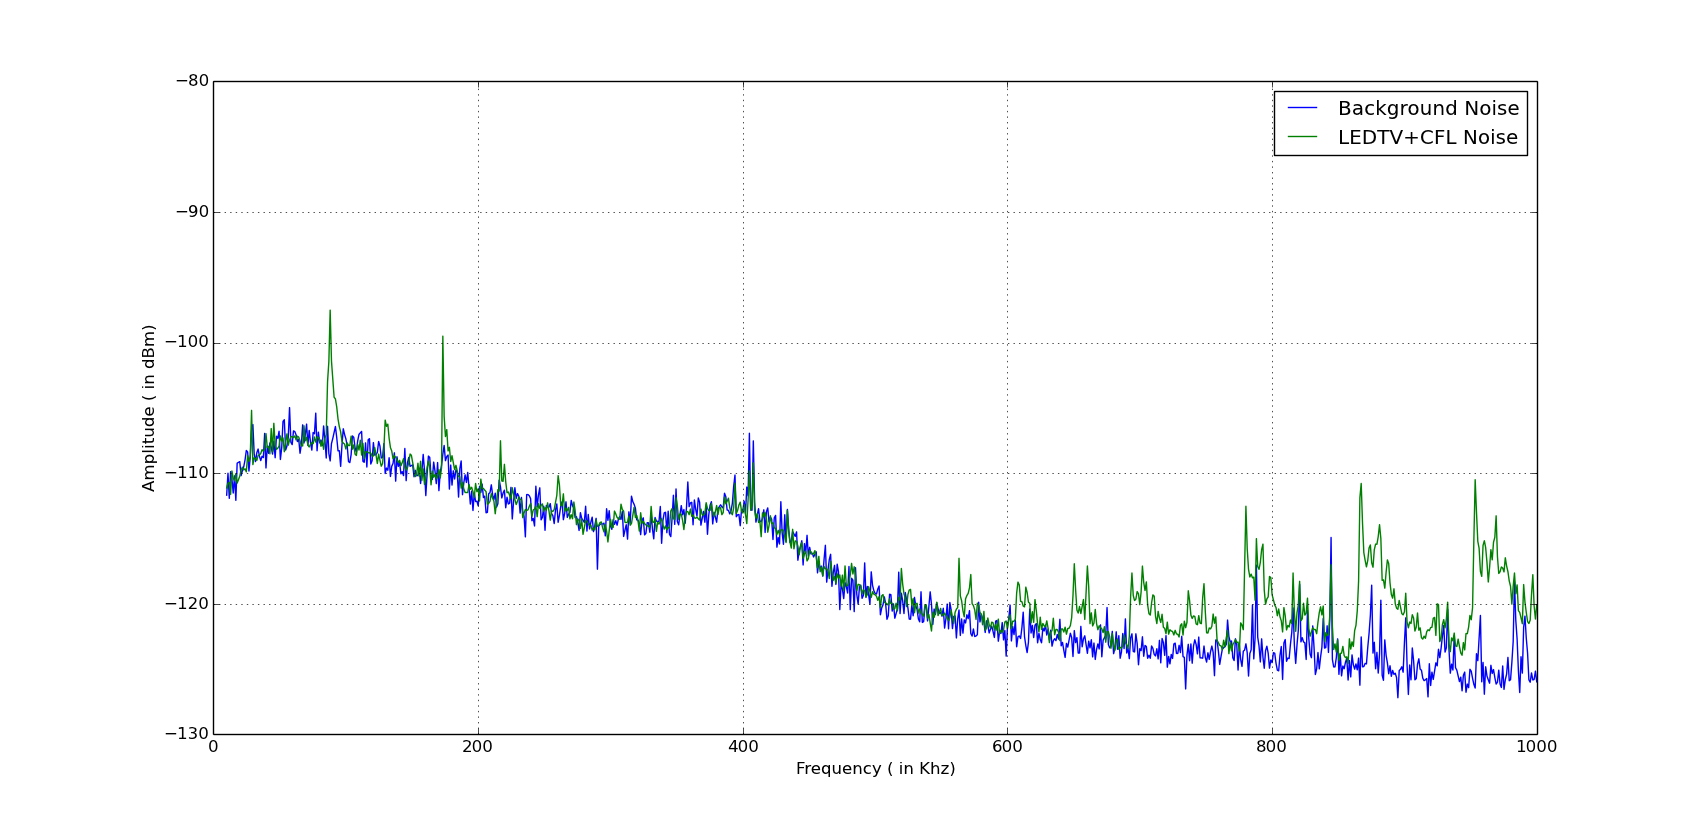 −80
Background Noise
LEDTV+CFL Noise
−90
−100
−110
−120
−130
Amplitude ( in dBm)
0 200 400 600 800 1000
Frequency ( in Khz)